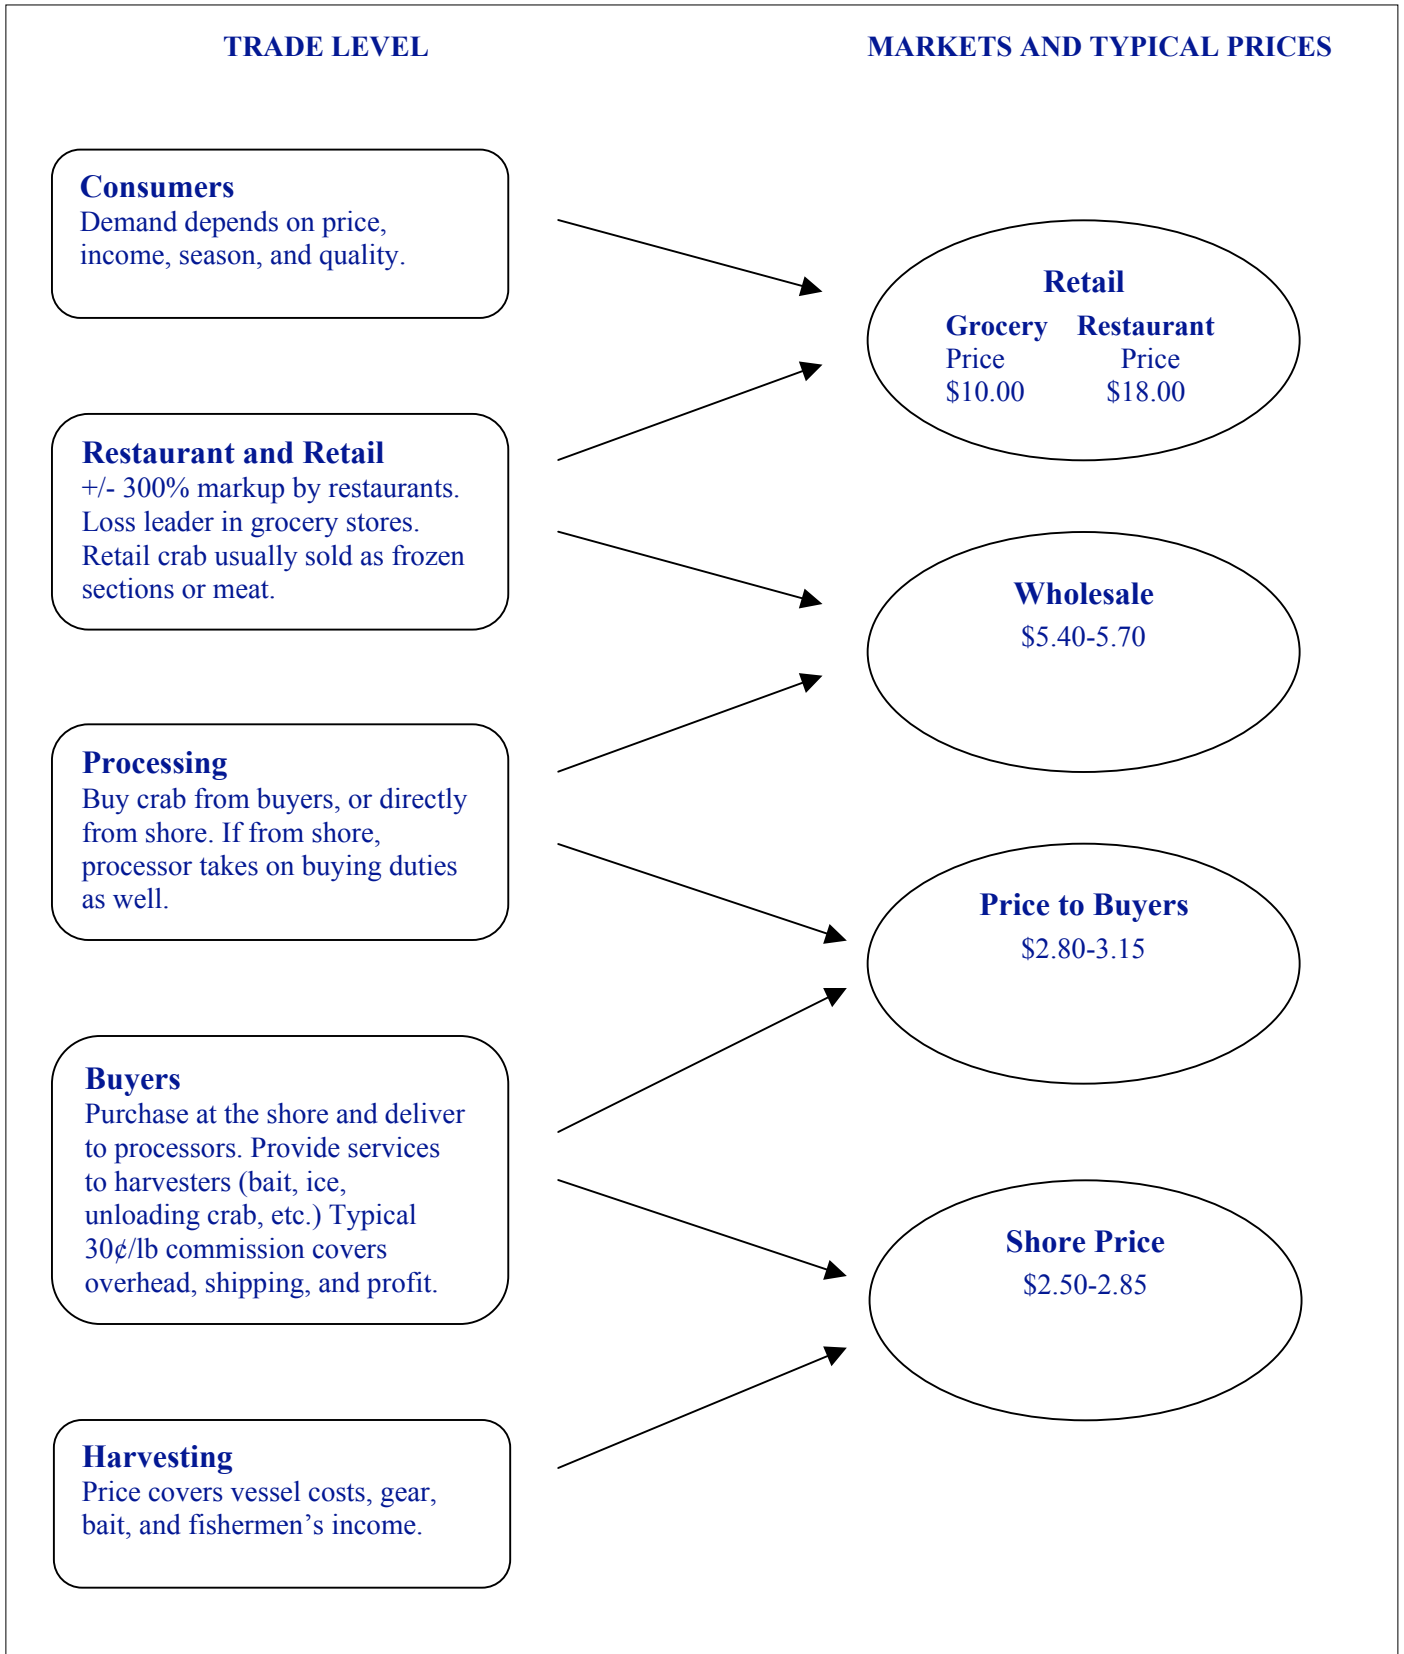 TRADE LEVEL
MARKETS AND TYPICAL PRICES
Consumers
Demand depends on price,
income, season, and quality.
Retail
Grocery Restaurant
Price Price
$10.00 $18.00
Restaurant and Retail
+/- 300% markup by restaurants.
Loss leader in grocery stores.
Retail crab usually sold as frozen
sections or meat.
Wholesale
$5.40-5.70
Processing
Buy crab from buyers, or directly
from shore. If from shore,
processor takes on buying duties
as well.
Price to Buyers
$2.80-3.15
Buyers
Purchase at the shore and deliver
to processors. Provide services
to harvesters (bait, ice,
unloading crab, etc.) Typical
30¢/lb commission covers
overhead, shipping, and profit.
Shore Price
$2.50-2.85
Harvesting
Price covers vessel costs, gear,
bait, and fishermen’s income.